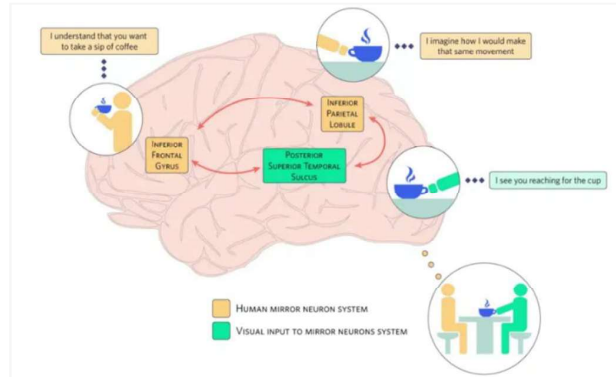 I understand that you want
to take a sip of coffee
I imagine how I would make
that same movement
INFERIOR
PARIETAL
LOBULE
INFERIOR
FRONTAL
GYRUS
POSTERIOR
SUPERIOR TEMPORAL
SULCUS
I see you reaching for the cup
HUMAN MIRROR NEURON SYSTEM
VISUAL INPUT TO MIRROR NEURONS SYSTEM